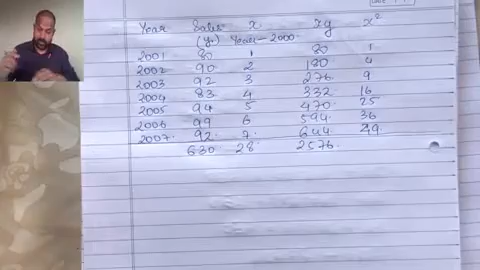 Year Sales x xy x²
(y) Year-2000
2001 80 1 80 1
2002 90 2 180 4
2003 92 3 276 9
2004 83 4 332 16
2005 94 5 470 25
2006 99 6 594 36
2007 92 7 644 49
630 28 2576